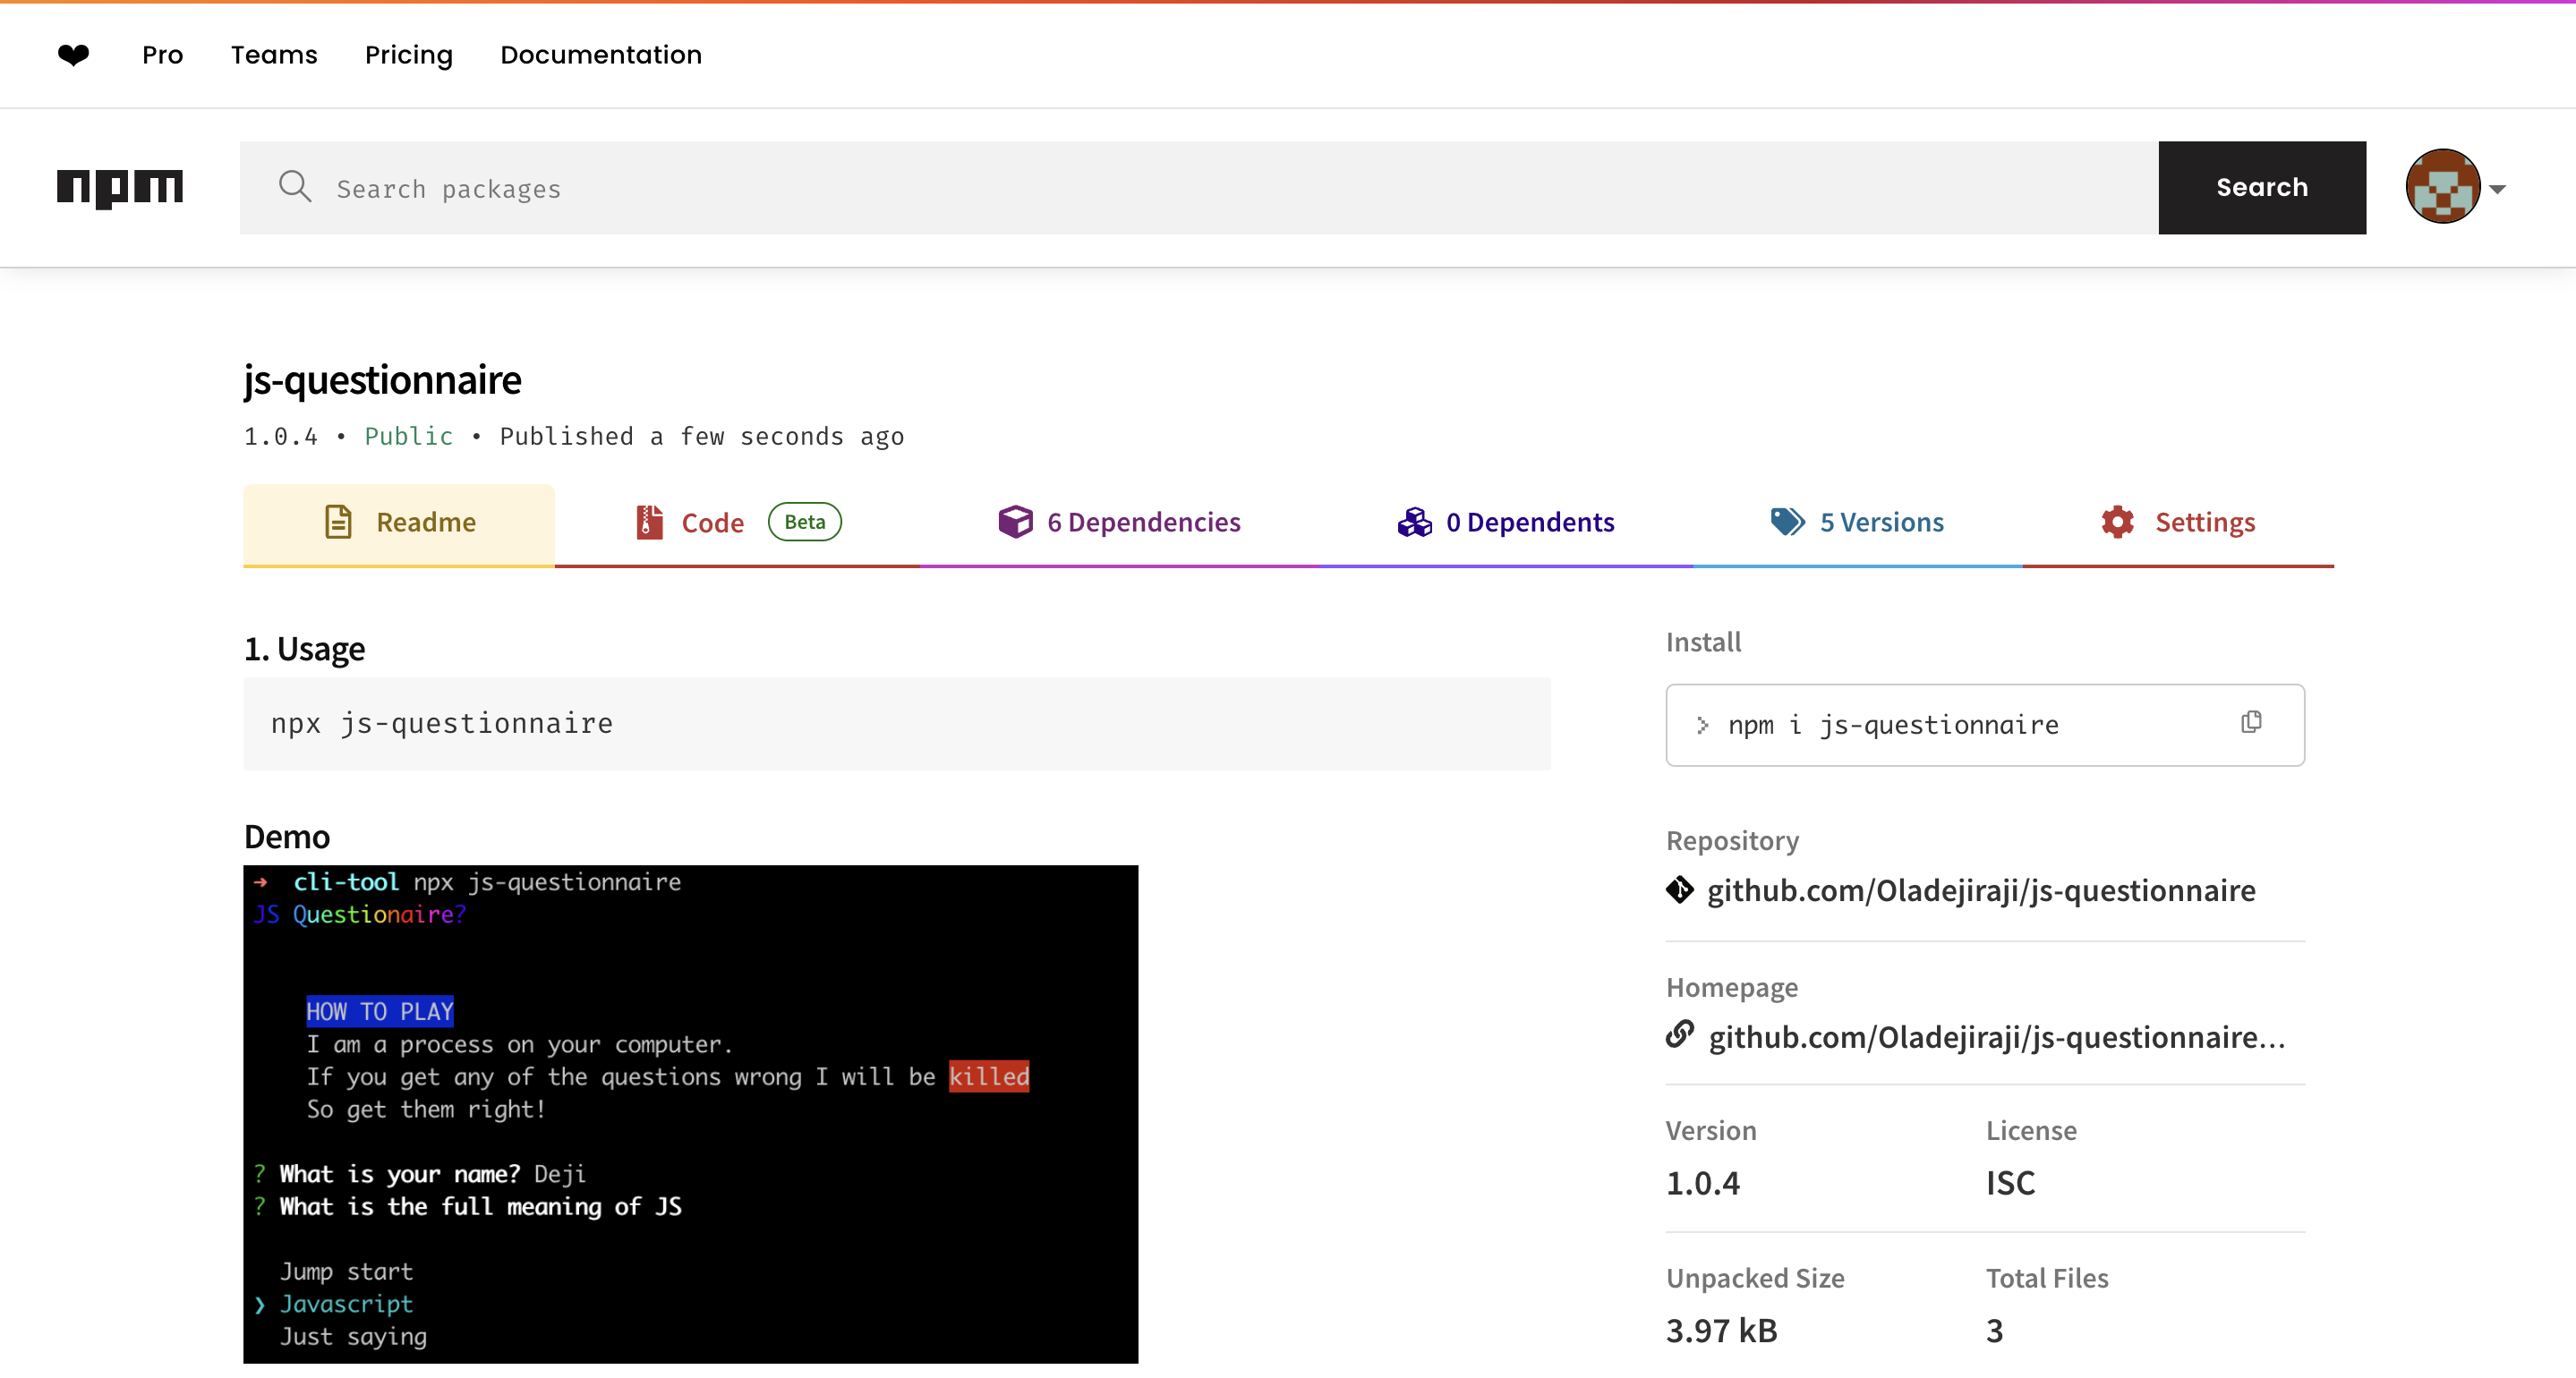 Pro Teams Pricing Documentation
npm Search packages Search
js-questionnaire
1.0.4 • Public • Published a few seconds ago
Readme Code Beta 6 Dependencies 0 Dependents 5 Versions Settings
1. Usage
npx js-questionnaire
Demo
➜ cli-tool npx js-questionnaire
JS Questionaire?
HOW TO PLAY
I am a process on your computer.
If you get any of the questions wrong I will be killed
So get them right!
? What is your name? Deji
? What is the full meaning of JS
Jump start
❯ Javascript
Just saying
Install
> npm i js-questionnaire
Repository
github.com/Oladejiraji/js-questionnaire
Homepage
github.com/Oladejiraji/js-questionnaire...
Version License
1.0.4 ISC
Unpacked Size Total Files
3.97 kB 3